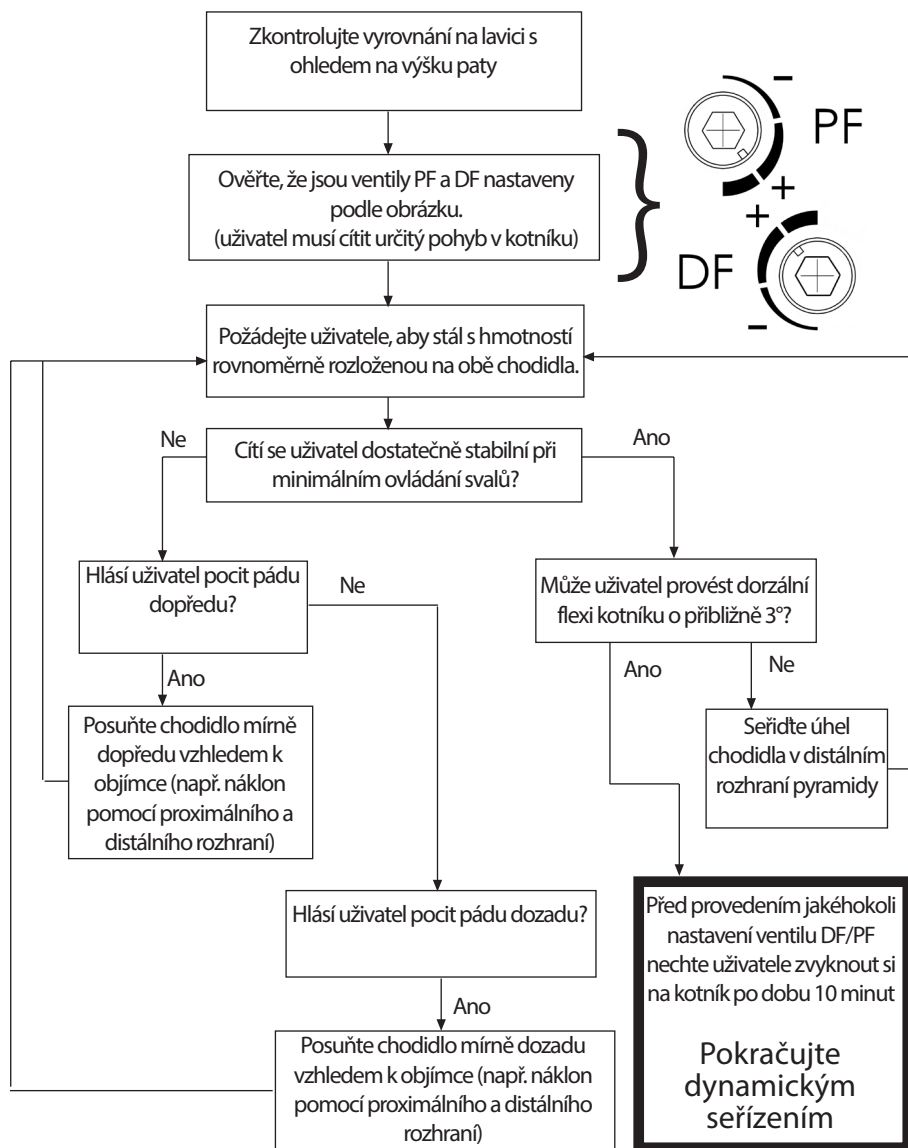 Zkontrolujte vyrovnání na lavici s
ohledem na výšku paty
Ověřte, že jsou ventily PF a DF nastaveny
podle obrázku.
(uživatel musí cítit určitý pohyb v kotníku)
-
PF
+
+
DF
-
Požádejte uživatele, aby stál s hmotností
rovnoměrně rozloženou na obě chodidla.
Ne
Cítí se uživatel dostatečně stabilní při
minimálním ovládání svalů?
Ano
Hlásí uživatel pocit pádu
dopředu?
Ne
Může uživatel provést dorzální
flexi kotníku o přibližně 3°?
Ano
Ano
Ne
Posuňte chodidlo mírně
dopředu vzhledem k
objímce (např. náklon
pomocí proximálního a
distálního rozhraní)
Seřiďte úhel
chodidla v distálním
rozhraní pyramidy
Hlásí uživatel pocit pádu dozadu?
Ano
Posuňte chodidlo mírně dozadu
vzhledem k objímce (např. náklon
pomocí proximálního a distálního
rozhraní)
Před provedením jakéhokoli
nastavení ventilu DF/PF
nechte uživatele zvyknout si
na kotník po dobu 10 minut
Pokračujte
dynamickým
seřízením